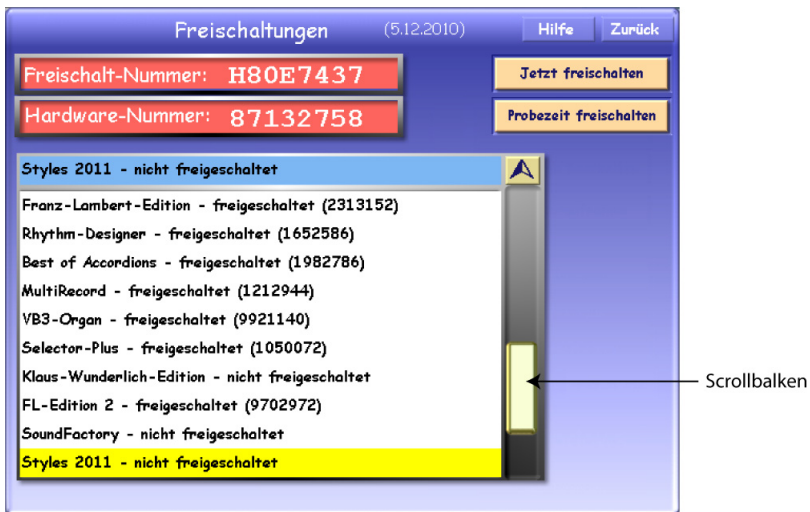 Freischaltungen (5.12.2010) Hilfe Zurück
Freischalt-Nummer: H80E7437 Jetzt freischalten
Hardware-Nummer: 87132758 Probezeit freischalten
Styles 2011 - nicht freigeschaltet
Franz-Lambert-Edition - freigeschaltet (2313152)
Rhythm-Designer - freigeschaltet (1652586)
Best of Accordions - freigeschaltet (1982786)
MultiRecord - freigeschaltet (1212944)
VB3-Organ - freigeschaltet (9921140)
Selector-Plus - freigeschaltet (1050072)
Klaus-Wunderlich-Edition - nicht freigeschaltet
FL-Edition 2 - freigeschaltet (9702972)
SoundFactory - nicht freigeschaltet
Styles 2011 - nicht freigeschaltet
Scrollbalken